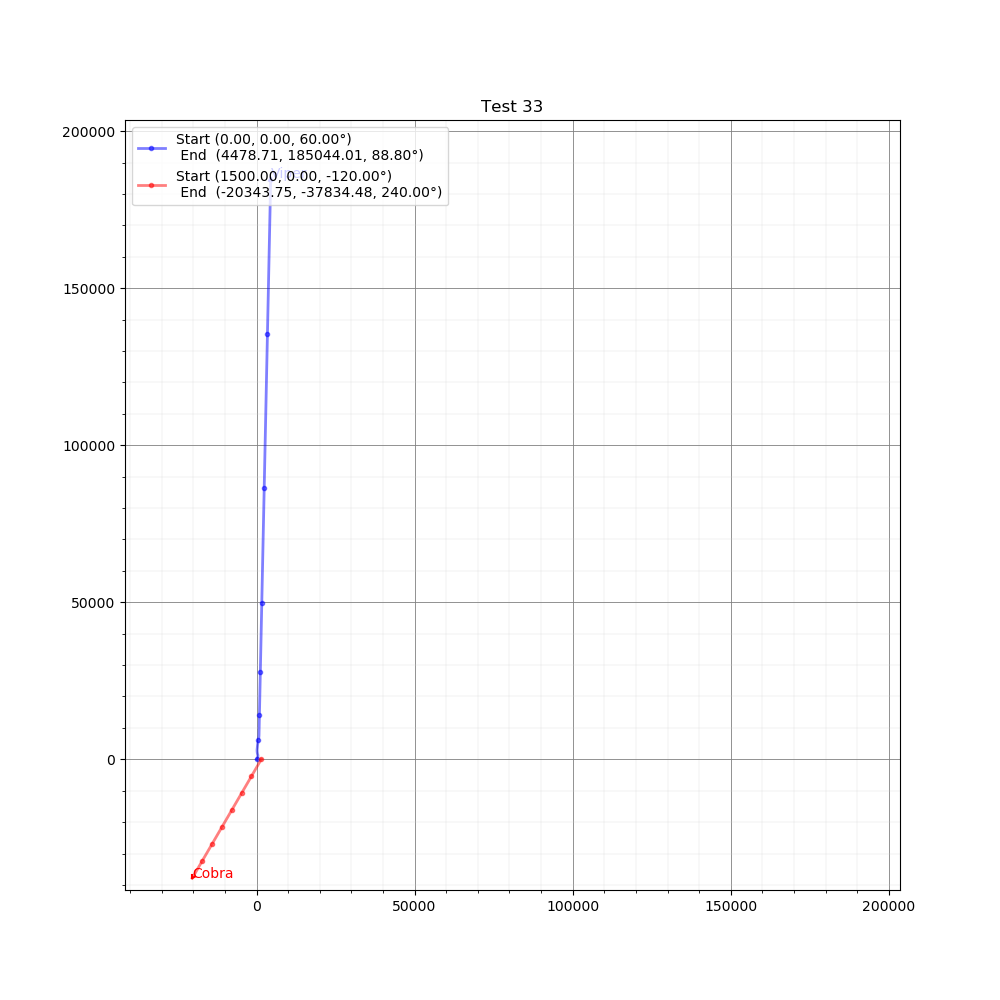 Test 33
200000
150000
100000
50000
0
Start (0.00, 0.00, 60.00°)
End (4478.71, 185044.01, 88.80°)
Start (1500.00, 0.00, -120.00°)
End (-20343.75, -37834.48, 240.00°)
Cobra
0
50000
100000
150000
200000